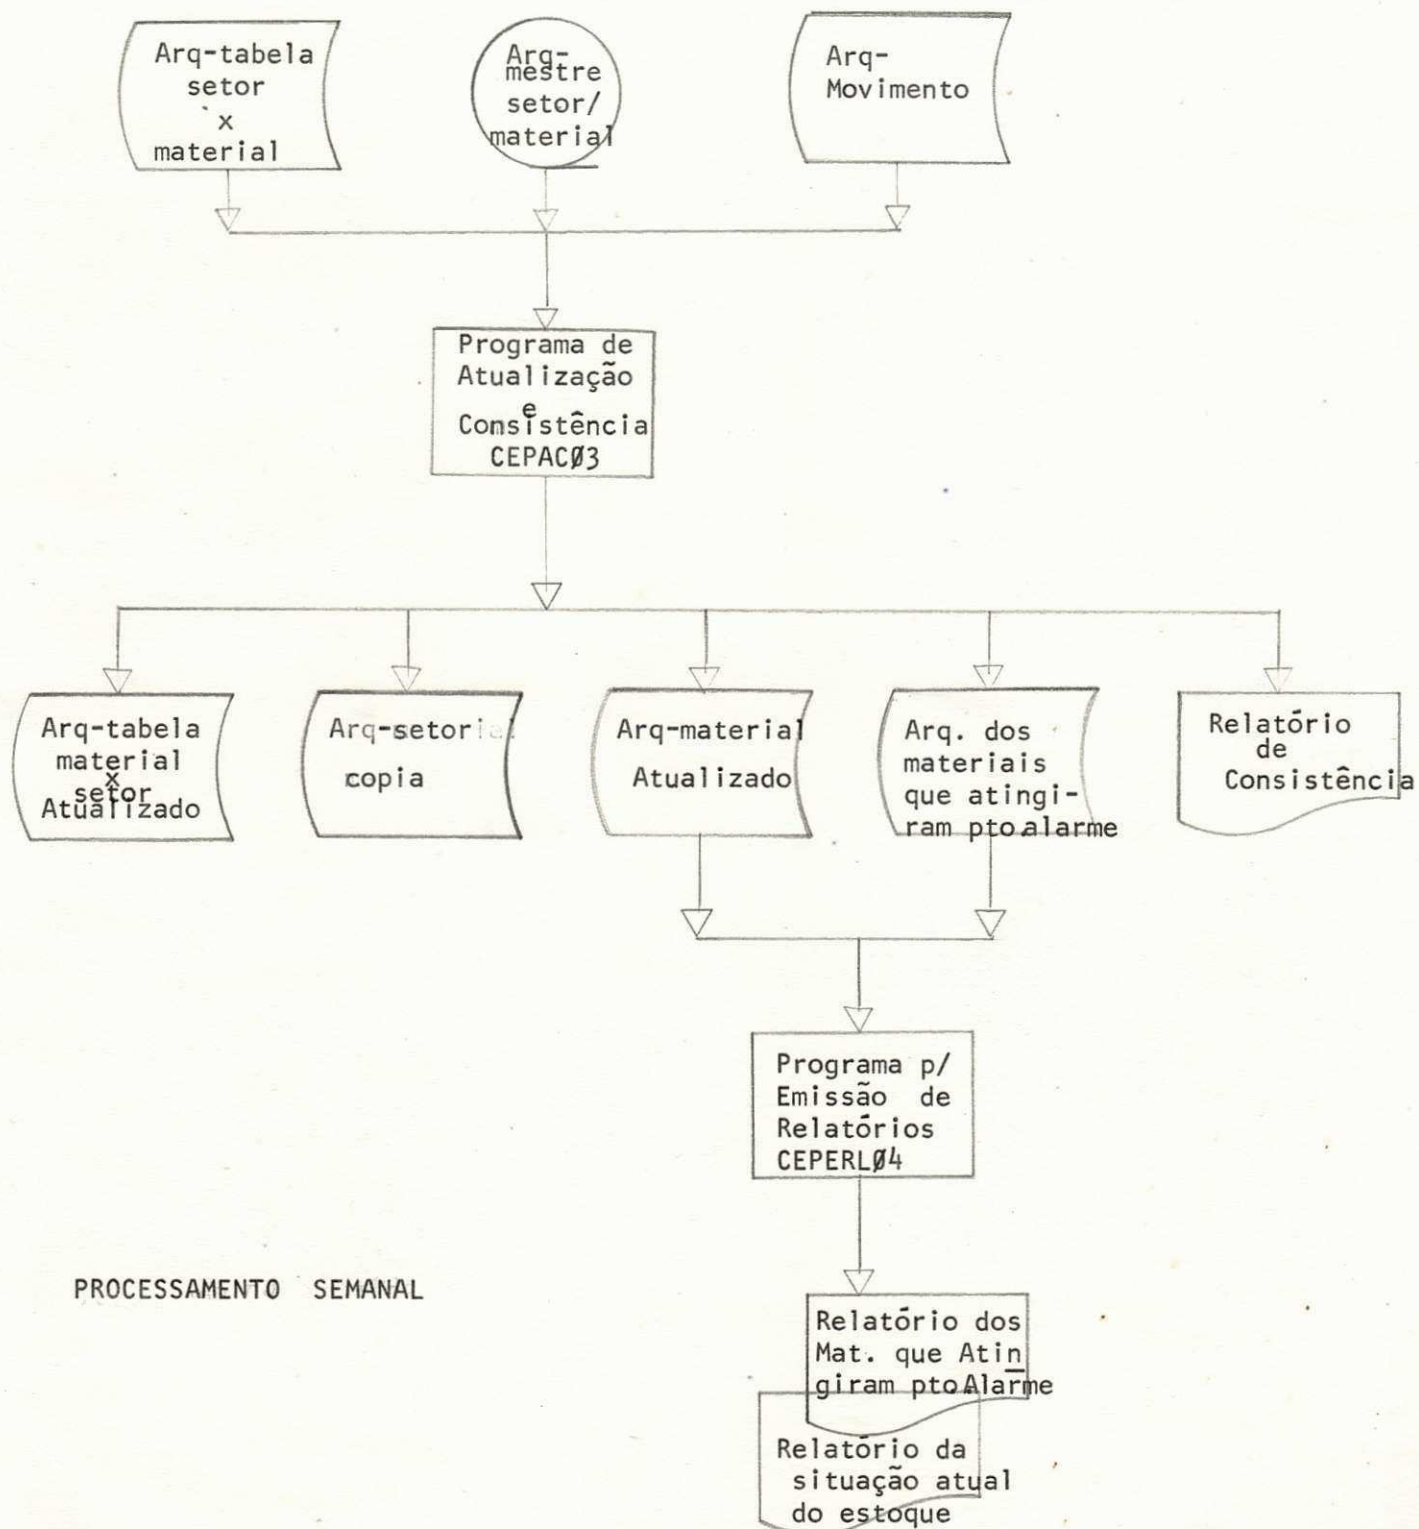 Arq-tabela
setor
x
material
Arq-
mestre
setor/
material
Arq-
Movimento
Programa de
Atualização
e
Consistência
CEPACØ3
Arq-tabela
material
x
setor
Atualizado
Arq-setorial
copia
Arq-material
Atualizado
Arq. dos
materiais
que atingi-
ram pto.alarme
Relatório
de
Consistência
Programa p/
Emissão de
Relatórios
CEPERLØ4
PROCESSAMENTO SEMANAL
Relatório dos
Mat. que Atin
giram pto.Alarme
Relatório da
situação atual
do estoque